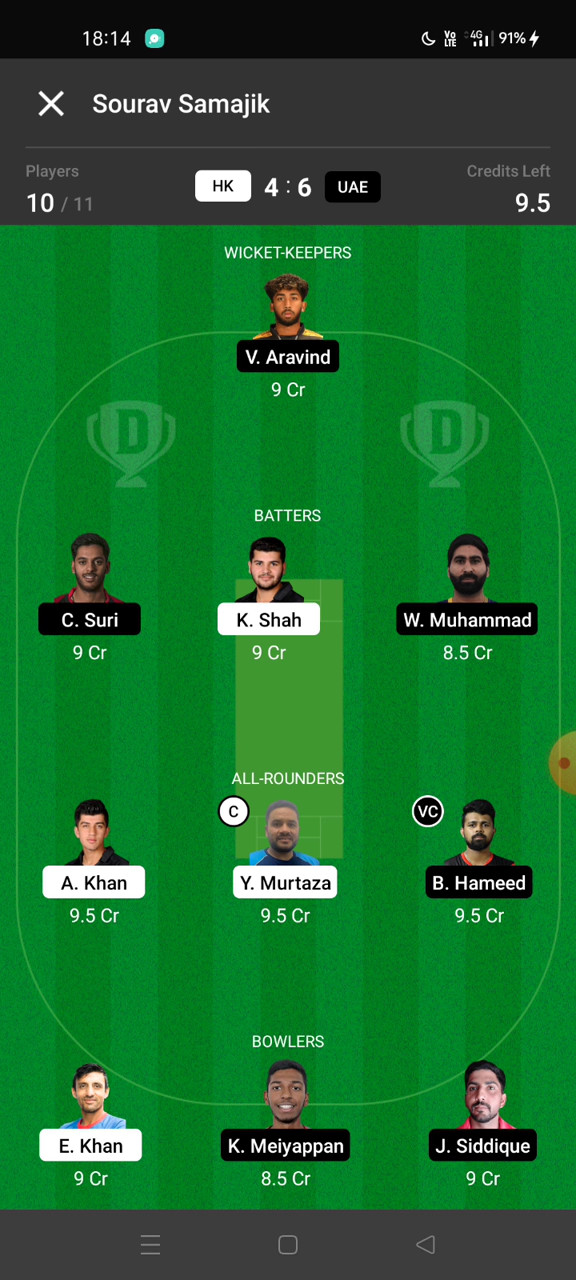 18:14
Vo LTE 4G 91%
Sourav Samajik
Players
Credits Left
HK 4 : 6 UAE
10 / 11
9.5
WICKET-KEEPERS
V. Aravind
9 Cr
D D
BATTERS
C. Suri K. Shah W. Muhammad
9 Cr 9 Cr 8.5 Cr
ALL-ROUNDERS
C VC
A. Khan Y. Murtaza B. Hameed
9.5 Cr 9.5 Cr 9.5 Cr
BOWLERS
E. Khan K. Meiyappan J. Siddique
9 Cr 8.5 Cr 9 Cr